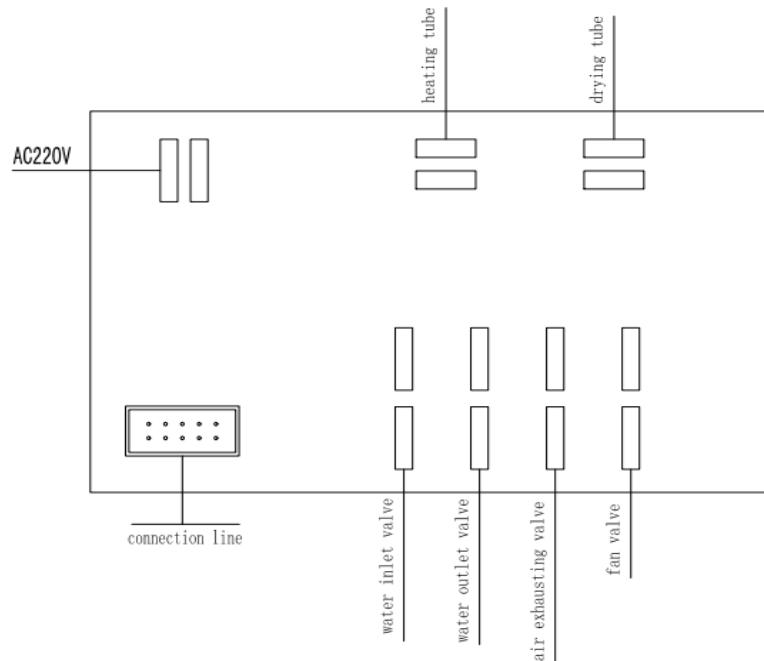 heating tube
drying tube
AC220V
connection line
water inlet valve
water outlet valve
air exhausting valve
fan valve